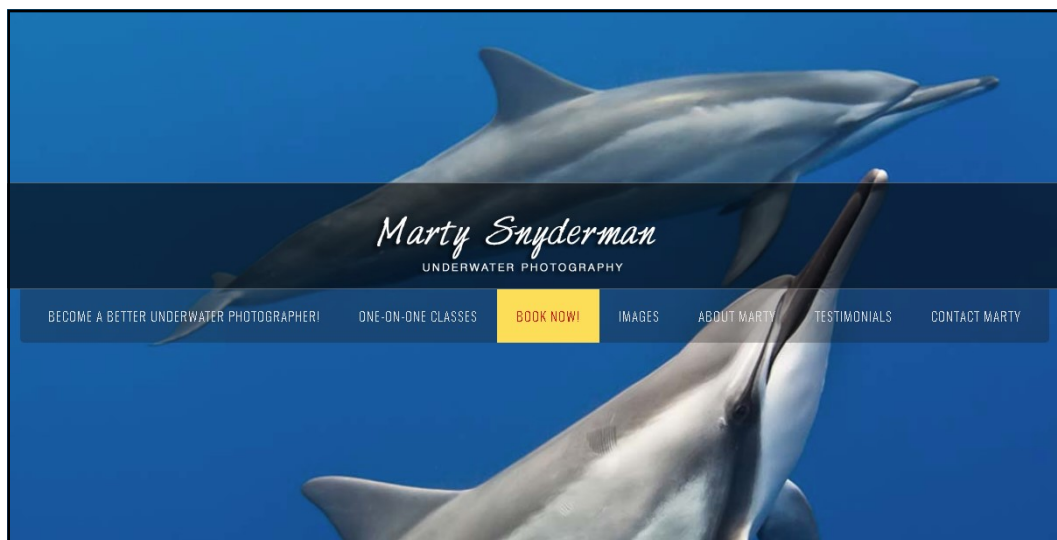 Marty Snyderman
UNDERWATER PHOTOGRAPHY
BECOME A BETTER UNDERWATER PHOTOGRAPHER! ONE-ON-ONE CLASSES BOOK NOW! IMAGES ABOUT MARTY TESTIMONIALS CONTACT MARTY